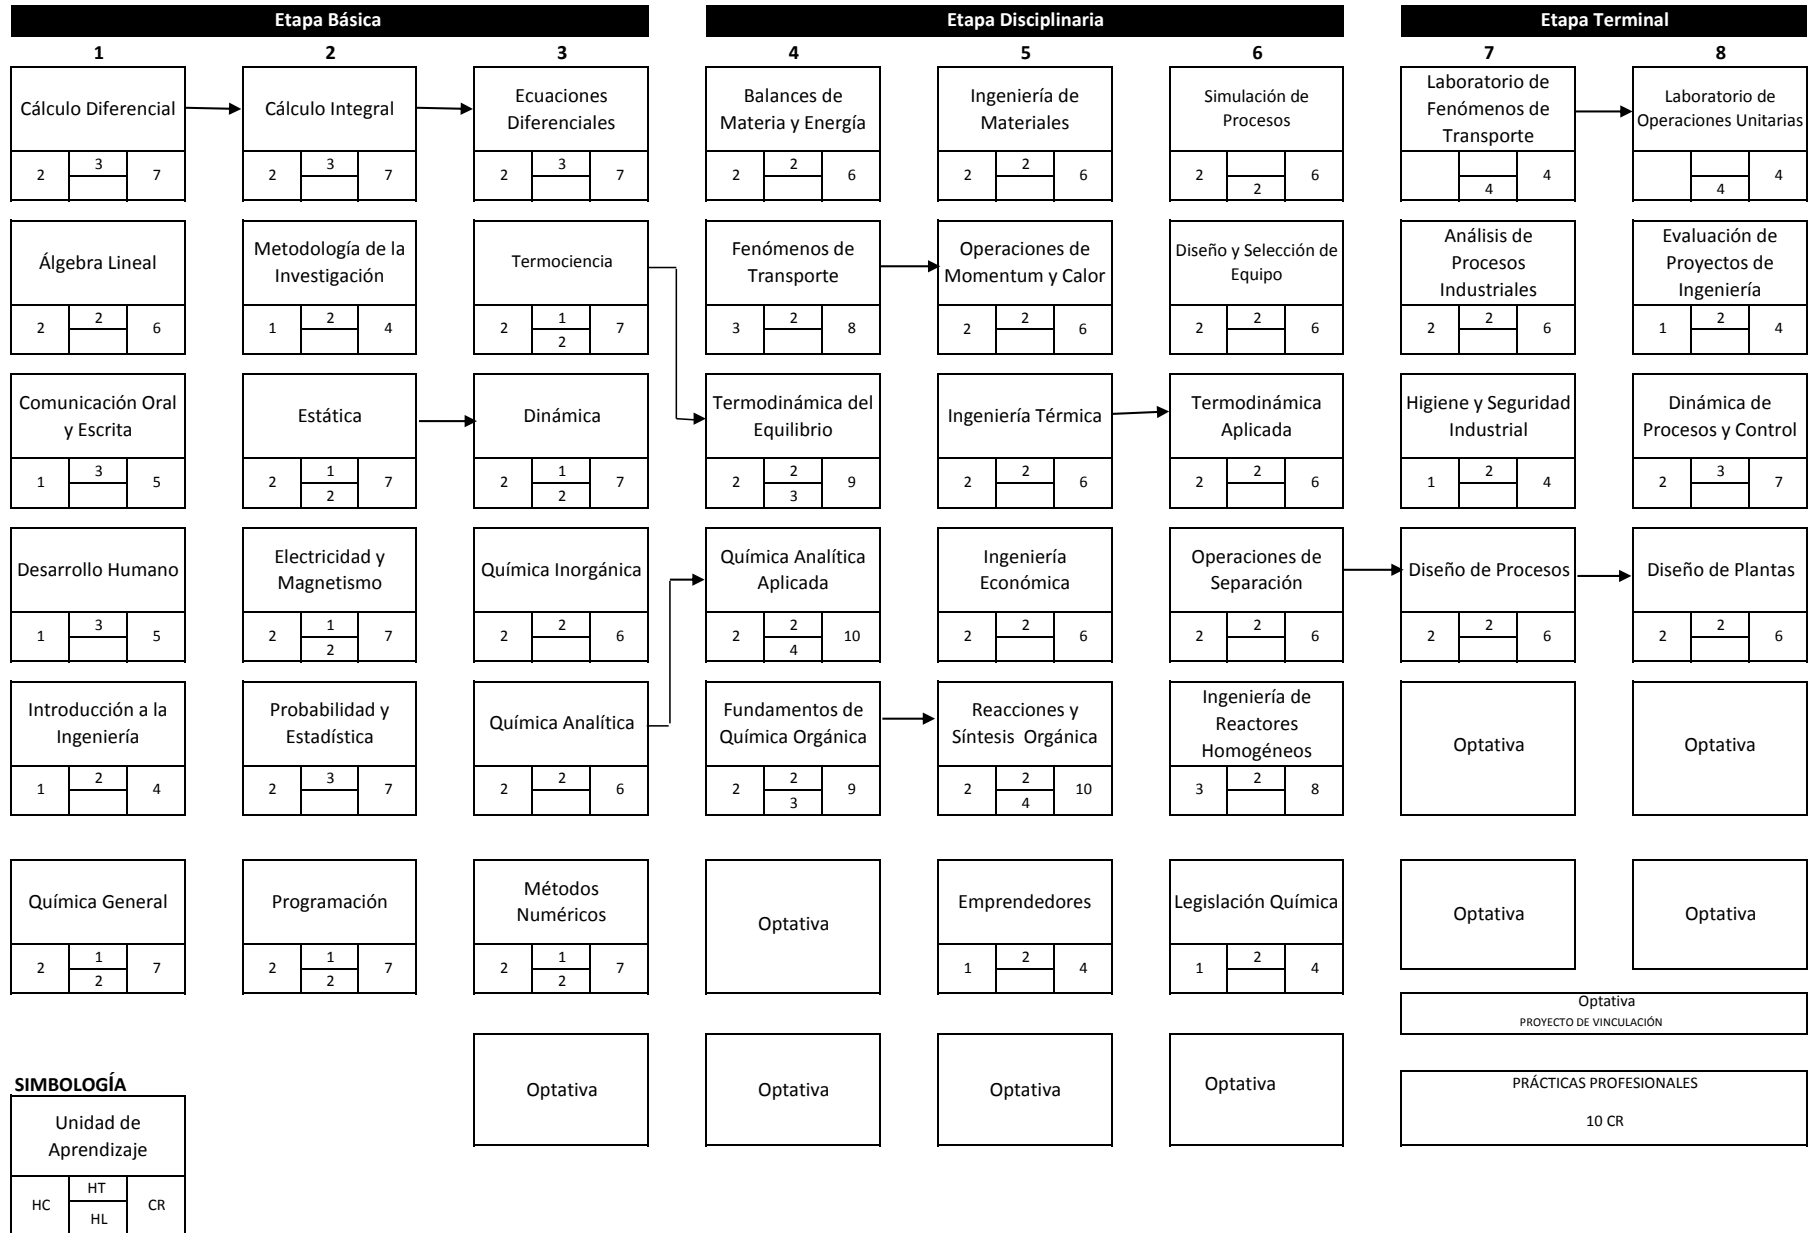 Etapa Básica
Etapa Disciplinaria
Etapa Terminal
1
2
3
4
5
6
7
8
Cálculo Diferencial
2
3
7
Cálculo Integral
2
3
7
Ecuaciones
Diferenciales
2
3
7
Balances de
Materia y Energía
2
2
6
Ingeniería de
Materiales
2
2
6
Simulación de
Procesos
2
2
6
Laboratorio de
Fenómenos de
Transporte
4
4
Laboratorio de
Operaciones Unitarias
4
4
Álgebra Lineal
2
2
6
Metodología de la
Investigación
1
2
4
Termociencia
2
1
2
7
Fenómenos de
Transporte
3
2
8
Operaciones de
Momentum y Calor
2
2
6
Diseño y Selección de
Equipo
2
2
6
Análisis de
Procesos
Industriales
2
2
6
Evaluación de
Proyectos de
Ingeniería
1
2
4
Comunicación Oral
y Escrita
1
3
5
Estática
2
1
2
7
Dinámica
2
1
2
7
Termodinámica del
Equilibrio
2
2
3
9
Ingeniería Térmica
2
2
6
Termodinámica
Aplicada
2
2
6
Higiene y Seguridad
Industrial
1
2
4
Dinámica de
Procesos y Control
2
3
7
Desarrollo Humano
1
3
5
Electricidad y
Magnetismo
2
1
2
7
Química Inorgánica
2
2
6
Química Analítica
Aplicada
2
2
4
10
Ingeniería
Económica
2
2
6
Operaciones de
Separación
2
2
6
Diseño de Procesos
2
2
6
Diseño de Plantas
2
2
6
Introducción a la
Ingeniería
1
2
4
Probabilidad y
Estadística
2
3
7
Química Analítica
2
2
6
Fundamentos de
Química Orgánica
2
2
3
9
Reacciones y
Síntesis Orgánica
2
2
4
10
Ingeniería de
Reactores
Homogéneos
3
2
8
Optativa
Optativa
Química General
2
1
2
7
Programación
2
1
2
7
Métodos
Numéricos
2
1
2
7
Optativa
Emprendedores
1
2
4
Legislación Química
1
2
4
Optativa
Optativa
Optativa
PROYECTO DE VINCULACIÓN
Optativa
Optativa
Optativa
Optativa
PRÁCTICAS PROFESIONALES
10 CR
SIMBOLOGÍA
Unidad de
Aprendizaje
HC
HT
HL
CR